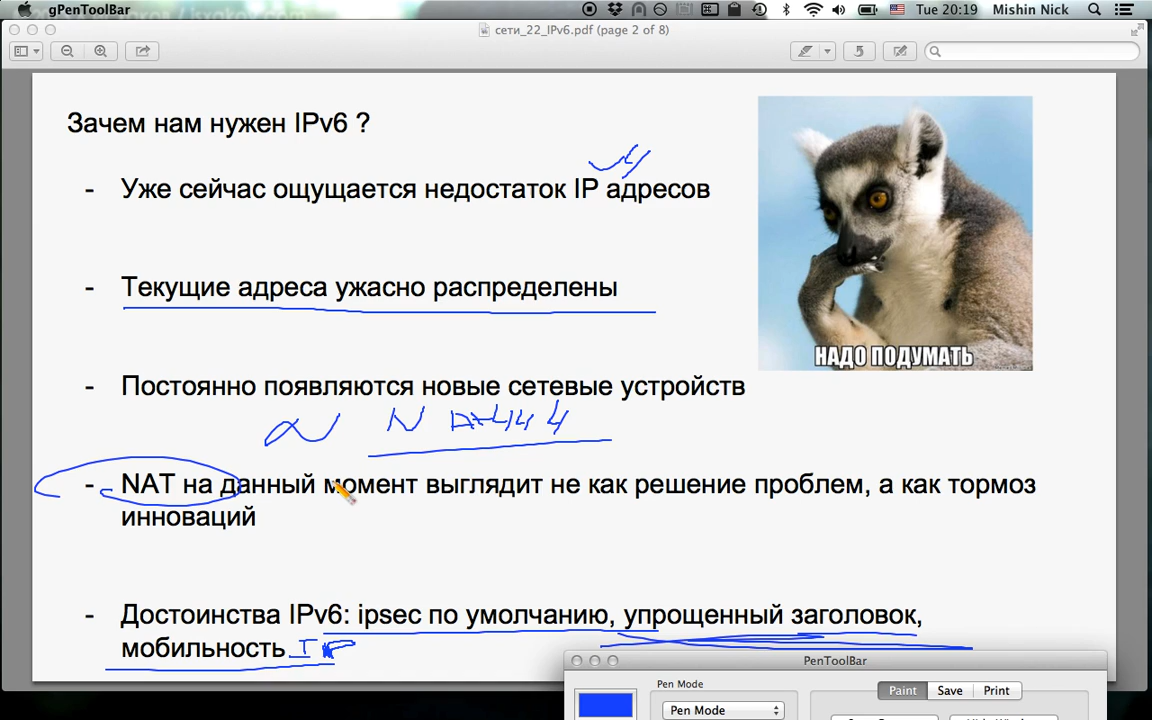 gPenToolBar
Tue 20:19 Mishin Nick
сети_22_IPv6.pdf (page 2 of 8)
Зачем нам нужен IPv6 ?
- Уже сейчас ощущается недостаток IP адресов
- Текущие адреса ужасно распределены
- Постоянно появляются новые сетевые устройств
- NAT на данный момент выглядит не как решение проблем, а как тормоз
инноваций
- Достоинства IPv6: ipsec по умолчанию, упрощенный заголовок,
мобильность IP
НАДО ПОДУМАТЬ
PenToolBar
Pen Mode
Paint Save Print
Pen Mode